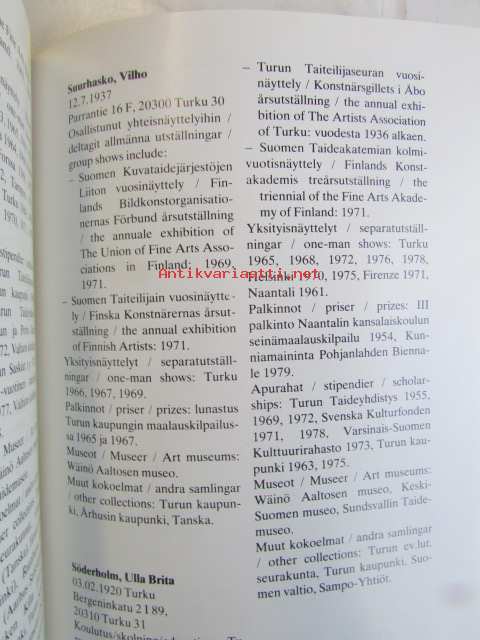 Suurhasko, Vilho
12.7.1937
Parrantie 16 F, 20300 Turku 30
Osallistunut yhteisnäyttelyihin /
deltagit allmänna utställningar /
group shows include:
– Suomen Kuvataidejärjestöjen
Liiton vuosinäyttely / Fin-
lands Bildkonstorganisatio-
nernas Förbund årsutställning
/ the annuale exhibition of
The Union of Fine Arts Asso-
ciations in Finland: 1969,
1971.
– Suomen Taiteilijain vuosinäytte-
ly / Finska Konstnärernas årsut-
ställning / the annual exhibition
of Finnish Artists: 1971.
Yksityisnäyttelyt / separatutställ-
ningar / one-man shows: Turku
1966, 1967, 1969.
Palkinnot / priser / prizes: lunastus
Turun kaupungin maalauskilpailus-
sa 1965 ja 1967.
Museot / Museer / Art museums:
Wäinö Aaltosen museo.
Muut kokoelmat / andra samlingar
/ other collections: Turun kaupun-
ki, Århusin kaupunki, Tanska.
Söderholm, Ulla Brita
03.02.1920 Turku
Bergeninkatu 2 I 89,
20310 Turku 31
– Turun Taiteilijaseuran vuosi-
näyttely / Konstnärsgillets i Åbo
årsutställning / the annual exhi-
bition of The Artists Association
of Turku: vuodesta 1936 alkaen.
– Suomen Taideakatemian kolmi-
vuotisnäyttely / Finlands Konst-
akademis treårsutställning / the
triennial of the Fine Arts Akade-
my of Finland: 1971.
Yksityisnäyttelyt / separatutställ-
ningar / one-man shows: Turku
1965, 1968, 1972, 1976, 1978,
Helsinki 1970, 1975, Firenze 1971,
Naantali 1961.
Palkinnot / priser / prizes: III
palkinto Naantalin kansalaiskoulun
seinämaalauskilpailu 1954, Kun-
niamaininta Pohjanlahden Bienna-
le 1979.
Apurahat / stipendier / scholar-
ships: Turun Taideyhdistys 1955,
1969, 1972, Svenska Kulturfonden
1971, 1978, Varsinais-Suomen
Kulttuurirahasto 1973, Turun kau-
punki 1963, 1975.
Museot / Museer / Art museums:
Wäinö Aaltosen museo, Keski-
Suomen museo, Sundsvallin Taide-
museo.
Muut kokoelmat / andra samlingar
/ other collections: Turun ev.lut.
seurakunta, Turun kaupunki, Suo-
men valtio, Sampo-Yhtiöt.
Antikvariaatti.net